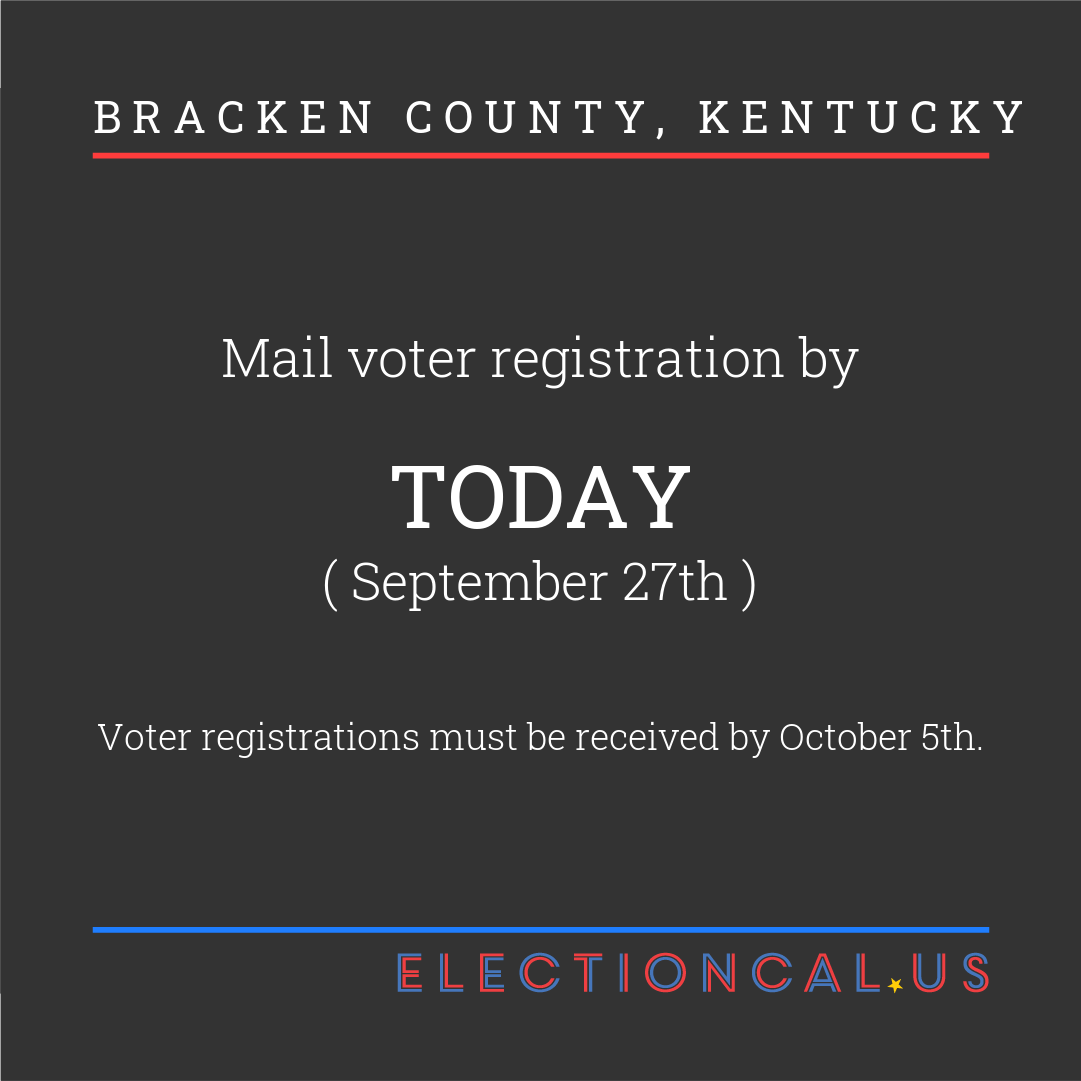 BRACKEN COUNTY, KENTUCKY
Mail voter registration by
TODAY
( September 27th )
Voter registrations must be received by October 5th.
ELECTIONCAL.US